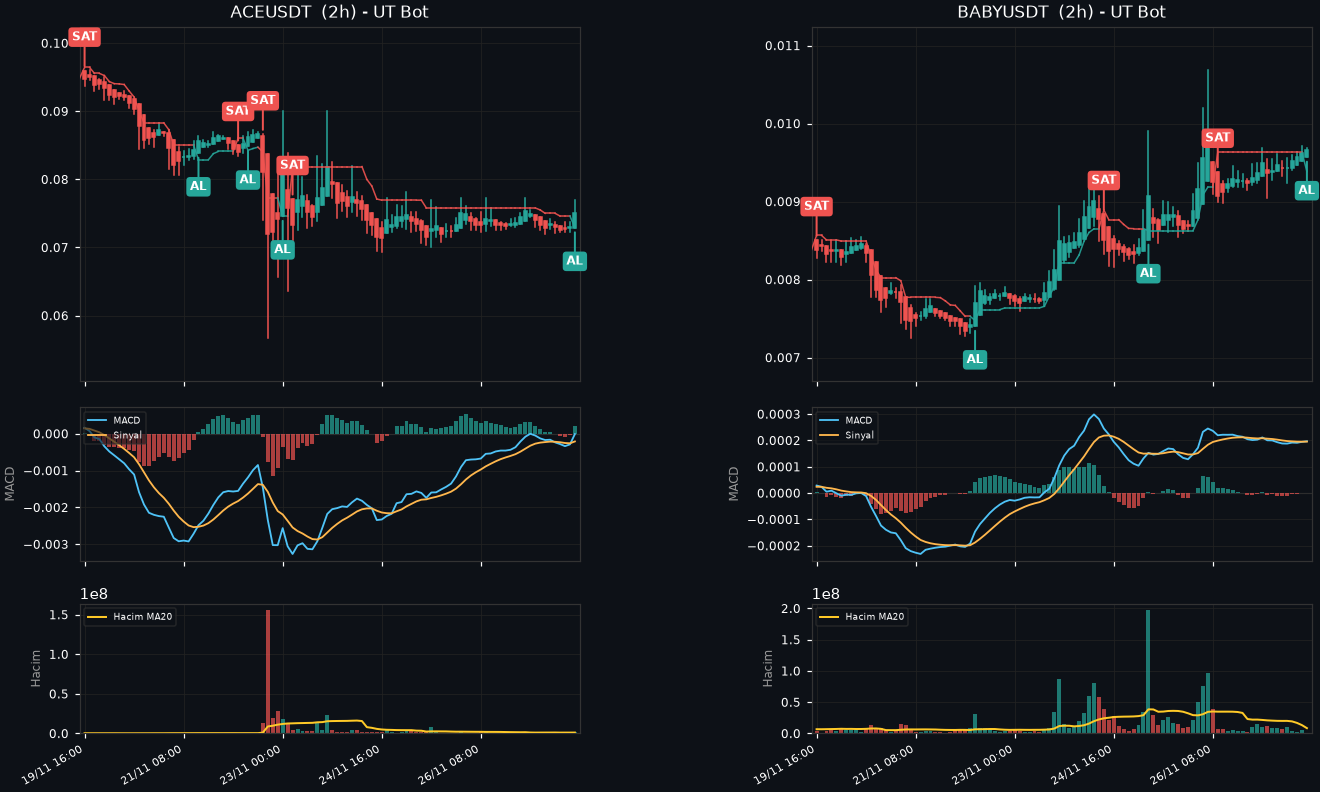 ACEUSDT (2h) - UT Bot
0.10
0.09
0.08
0.07
0.06
SAT
AL
SAT
AL
SAT
AL
SAT
AL
MACD
Sinyal
MACD
0.000
−0.001
−0.002
−0.003
1e8
Hacim MA20
Hacim
1.5
1.0
0.5
0.0
19/11 16:00
21/11 08:00
23/11 00:00
24/11 16:00
26/11 08:00
BABYUSDT (2h) - UT Bot
0.011
0.010
0.009
0.008
0.007
SAT
AL
SAT
AL
SAT
AL
MACD
Sinyal
MACD
0.0003
0.0002
0.0001
0.0000
−0.0001
−0.0002
1e8
Hacim MA20
Hacim
2.0
1.5
1.0
0.5
0.0
19/11 16:00
21/11 08:00
23/11 00:00
24/11 16:00
26/11 08:00